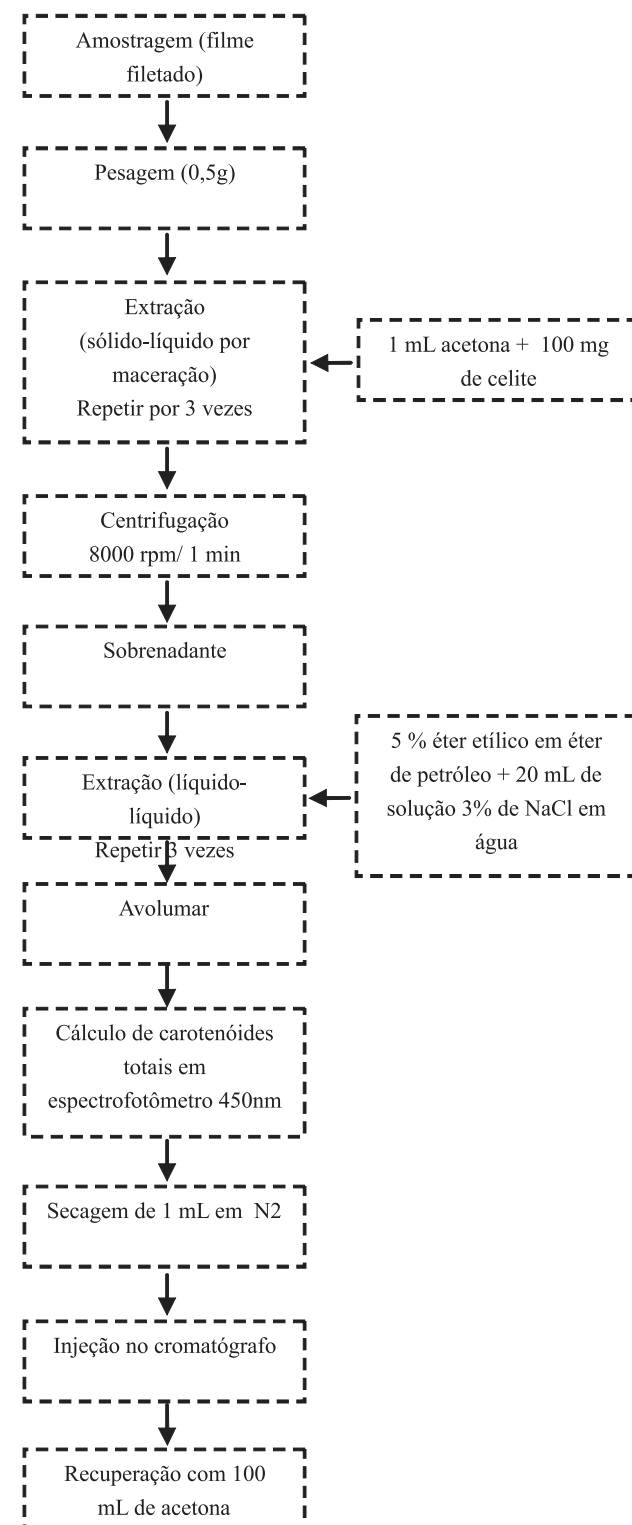 Amostragem (filme
filetado)
Pesagem (0,5g)
Extração
(sólido-líquido por
maceração)
Repetir por 3 vezes
1 mL acetona + 100 mg
de celite
Centrifugação
8000 rpm/ 1 min
Sobrenadante
Extração (líquido-
líquido)
Repetir 3 vezes
5 % éter etílico em éter
de petróleo + 20 mL de
solução 3% de NaCl em
água
Avolumar
Cálculo de carotenóides
totais em
espectrofotômetro 450nm
Secagem de 1 mL em N2
Injeção no cromatógrafo
Recuperação com 100
mL de acetona